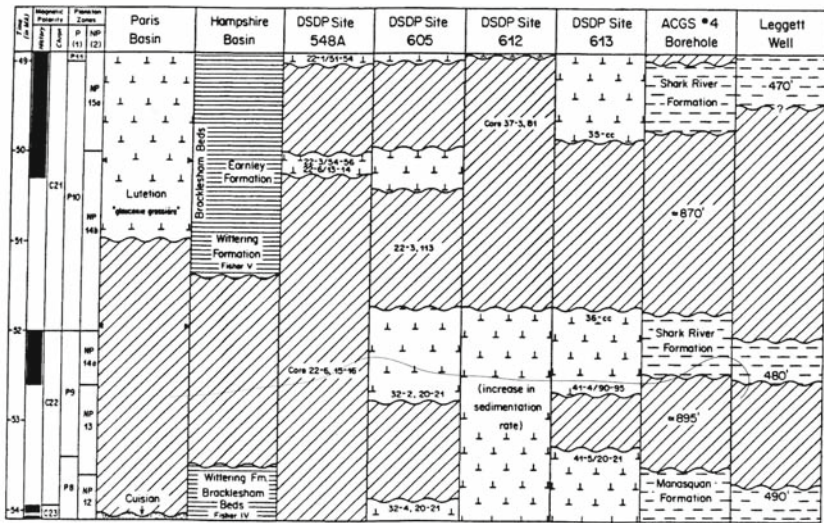 Time
(in Ma)
Magnetic
Polarity
History
Chron
Plankton
Zones
P
(1)
NP
(2)
Paris
Basin
Hampshire
Basin
DSDP Site
548A
DSDP Site
605
DSDP Site
612
DSDP Site
613
ACGS #4
Borehole
Leggett
Well
49
50
51
52
53
54
C21
C22
C23
P11
P10
P9
P8
NP
15a
NP
14b
NP
14a
NP
13
NP
12
Lutetian
"glauconie grossière"
Cuisian
Bracklesham Beds
Earnley
Formation
Wittering
Formation
Fisher V
Wittering Fm.
Bracklesham
Beds
Fisher IV
22-1/51-54
22-3/54-56
22-6/13-14
Core 22-6, 15-16
22-3, 113
32-2, 20-21
32-4, 20-21
Core 37-3, 81
(increase in
sedimentation
rate)
35-cc
36-cc
41-4/90-95
41-5/20-21
Shark River
Formation
≈870'
Shark River
Formation
≈895'
Manasquan
Formation
470'
?
480'
490'